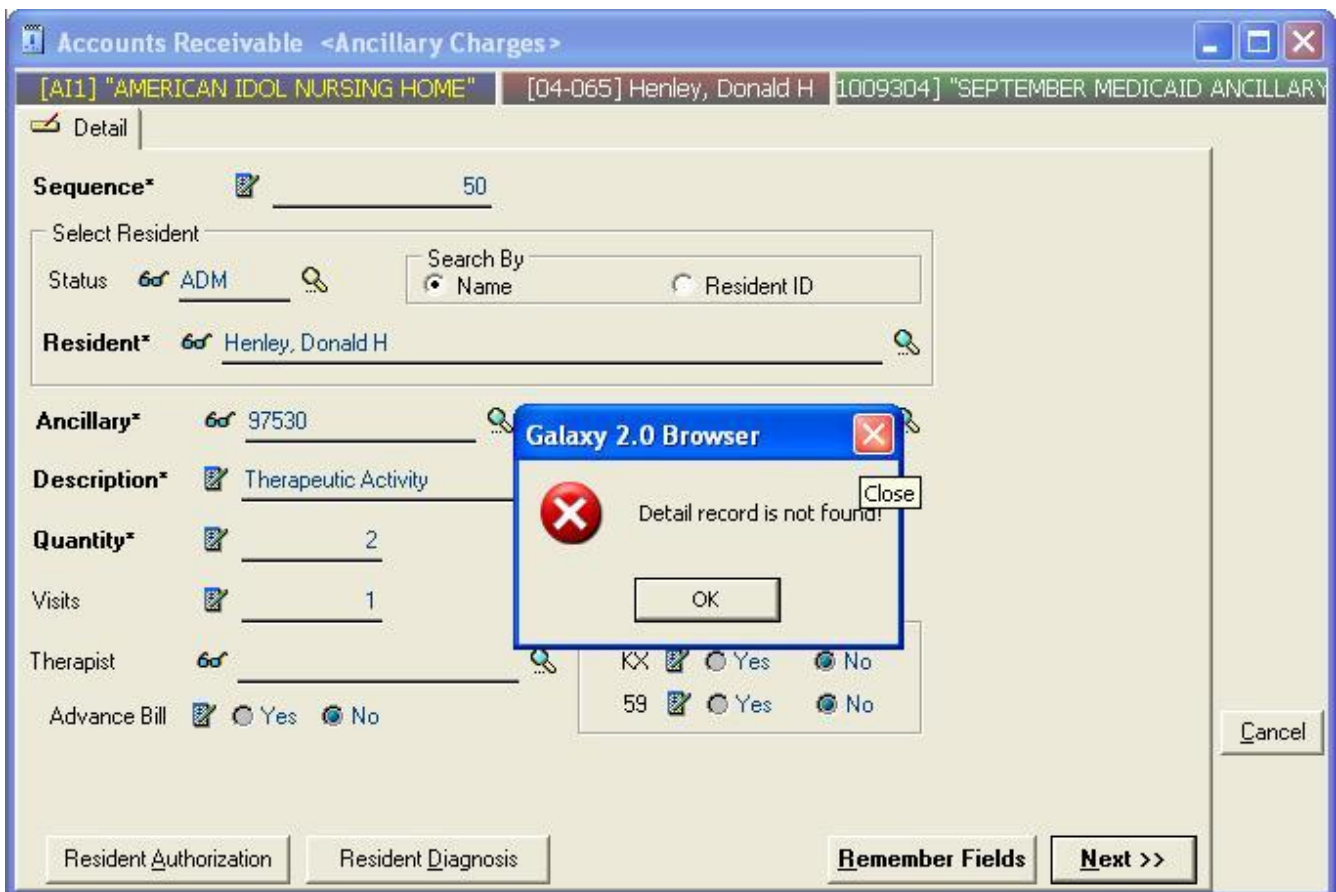 Accounts Receivable <Ancillary Charges>
[AI1] "AMERICAN IDOL NURSING HOME" [04-065] Henley, Donald H 1009304] "SEPTEMBER MEDICAID ANCILLARY
Detail
Sequence* 50
Select Resident
Status ADM
Search By
Name Resident ID
Resident* Henley, Donald H
Ancillary* 97530
Description* Therapeutic Activity
Quantity* 2
Visits 1
Therapist
Advance Bill Yes No
Galaxy 2.0 Browser
Close
Detail record is not found!
OK
KX Yes No
59 Yes No
Cancel
Resident Authorization Resident Diagnosis Remember Fields Next >>